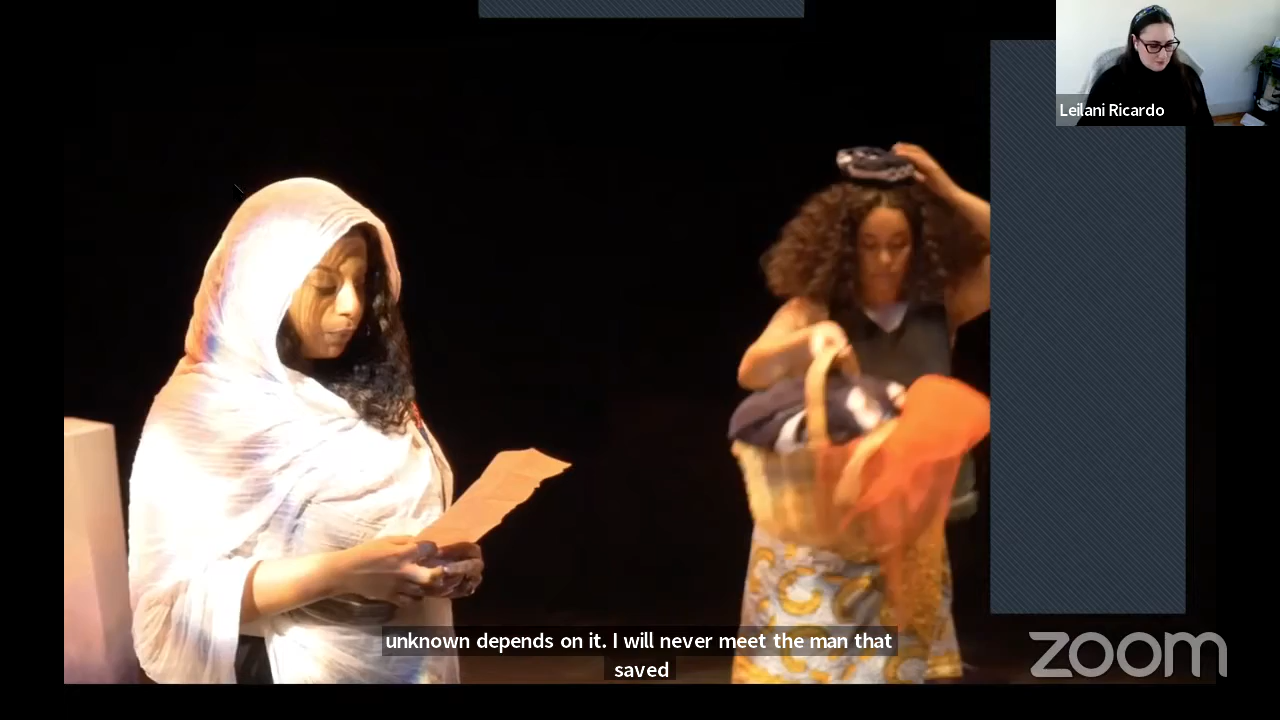 Leilani Ricardo
unknown depends on it. I will never meet the man that
saved
zoom